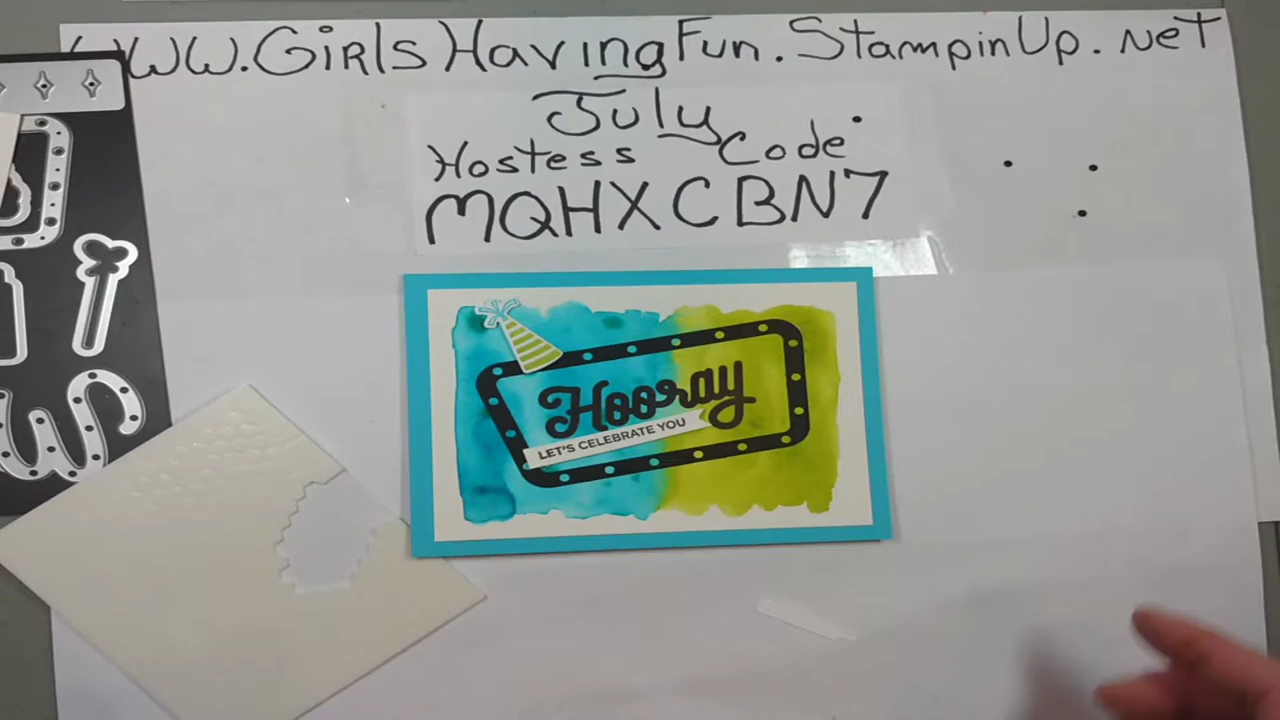 www.GirlsHavingFun.StampinUp.net
July
Hostess Code
MQHXCBN7
Hooray
LET'S CELEBRATE YOU